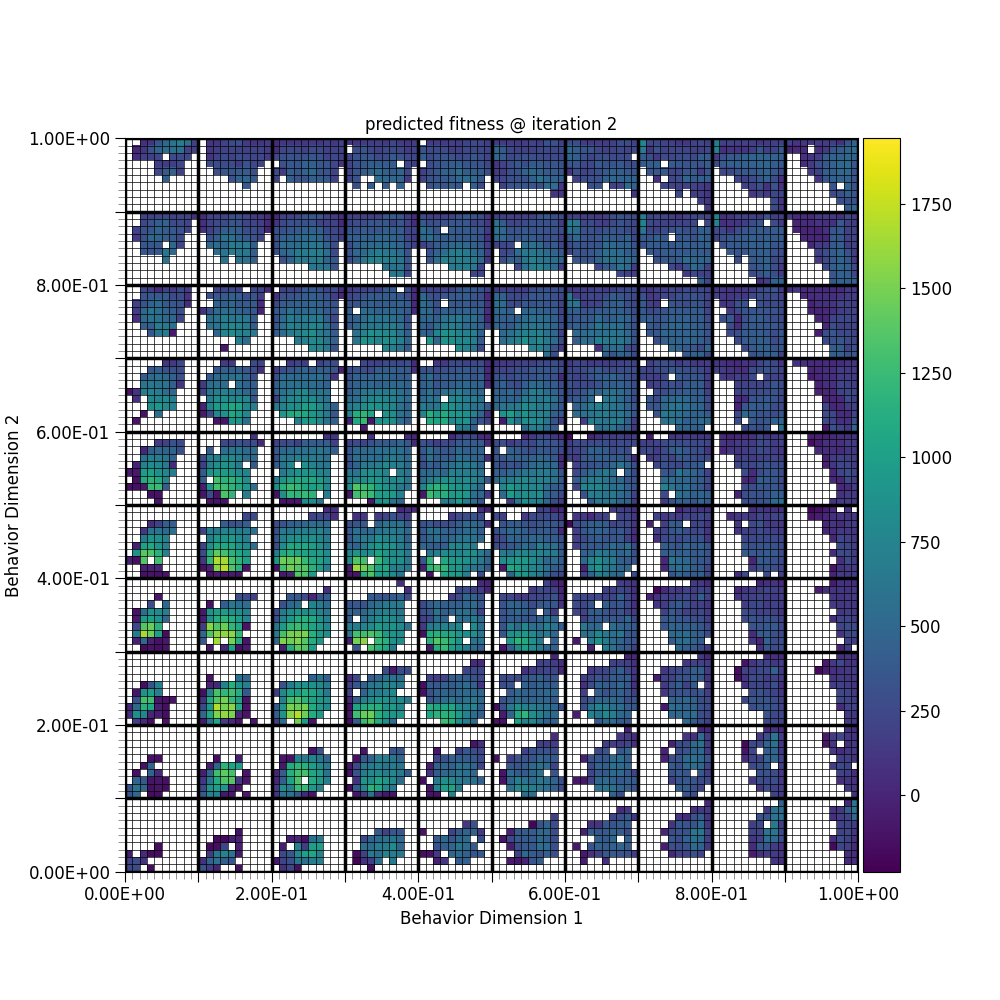 predicted fitness @ iteration 2
1.00E+00
8.00E-01
6.00E-01
4.00E-01
2.00E-01
0.00E+00
Behavior Dimension 2
0.00E+00 2.00E-01 4.00E-01 6.00E-01 8.00E-01 1.00E+00
Behavior Dimension 1
1750
1500
1250
1000
750
500
250
0